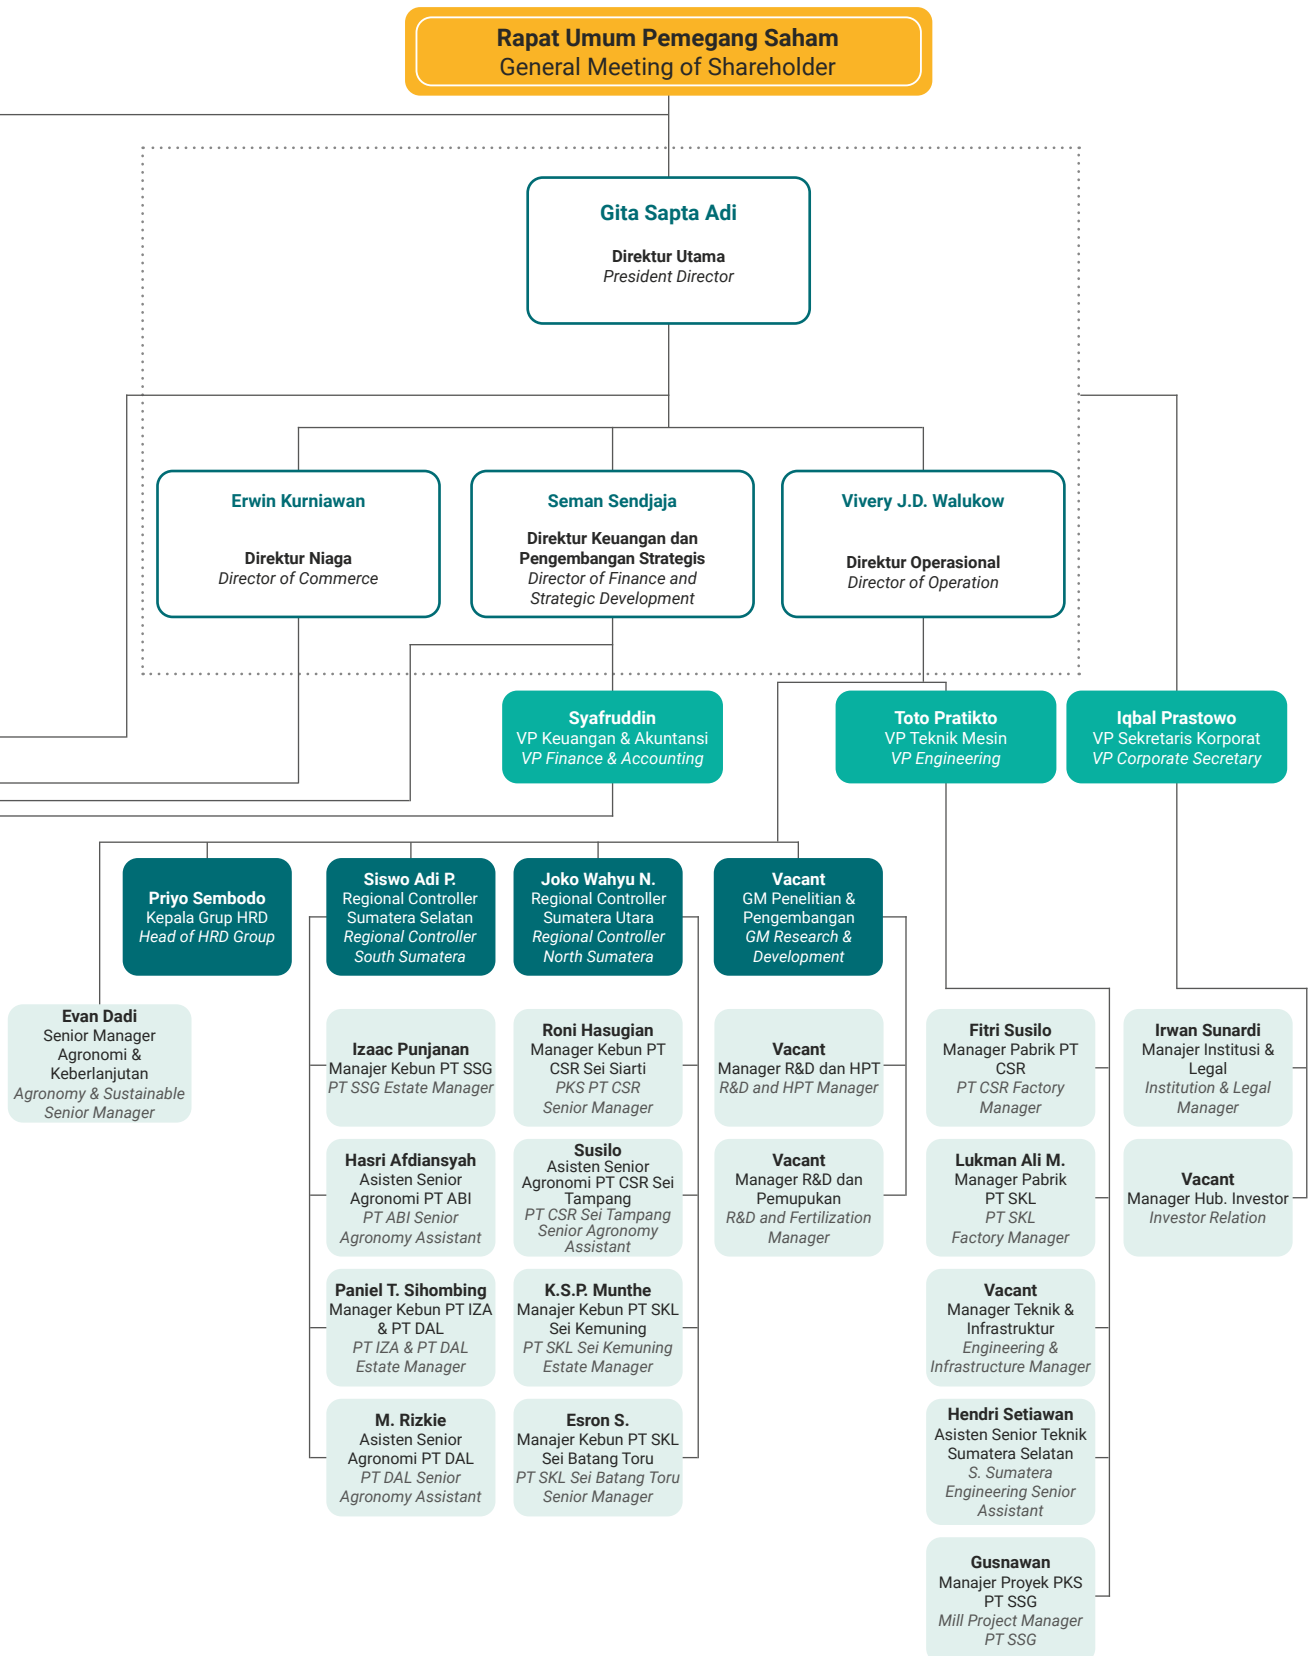 Rapat Umum Pemegang Saham
General Meeting of Shareholder
Gita Sapta Adi
Direktur Utama
President Director
Erwin Kurniawan
Direktur Niaga
Director of Commerce
Seman Sendjaja
Direktur Keuangan dan
Pengembangan Strategis
Director of Finance and
Strategic Development
Vivery J.D. Walukow
Direktur Operasional
Director of Operation
Syafruddin
VP Keuangan & Akuntansi
VP Finance & Accounting
Toto Pratikto
VP Teknik Mesin
VP Engineering
Iqbal Prastowo
VP Sekretaris Korporat
VP Corporate Secretary
Priyo Sembodo
Kepala Grup HRD
Head of HRD Group
Siswo Adi P.
Regional Controller
Sumatera Selatan
Regional Controller
South Sumatera
Joko Wahyu N.
Regional Controller
Sumatera Utara
Regional Controller
North Sumatera
Vacant
GM Penelitian &
Pengembangan
GM Research &
Development
Evan Dadi
Senior Manager
Agronomi &
Keberlanjutan
Agronomy & Sustainable
Senior Manager
Izaac Punjanan
Manajer Kebun PT SSG
PT SSG Estate Manager
Roni Hasugian
Manager Kebun PT
CSR Sei Siarti
PKS PT CSR
Senior Manager
Vacant
Manager R&D dan HPT
R&D and HPT Manager
Fitri Susilo
Manager Pabrik PT
CSR
PT CSR Factory
Manager
Irwan Sunardi
Manajer Institusi &
Legal
Institution & Legal
Manager
Hasri Afdiansyah
Asisten Senior
Agronomi PT ABI
PT ABI Senior
Agronomy Assistant
Susilo
Asisten Senior
Agronomi PT CSR Sei
Tampang
PT CSR Sei Tampang
Senior Agronomy
Assistant
Vacant
Manager R&D dan
Pemupukan
R&D and Fertilization
Manager
Lukman Ali M.
Manager Pabrik
PT SKL
PT SKL
Factory Manager
Vacant
Manager Hub. Investor
Investor Relation
Paniel T. Sihombing
Manager Kebun PT IZA
& PT DAL
PT IZA & PT DAL
Estate Manager
K.S.P. Munthe
Manajer Kebun PT SKL
Sei Kemuning
PT SKL Sei Kemuning
Estate Manager
Vacant
Manager Teknik &
Infrastruktur
Engineering &
Infrastructure Manager
M. Rizkie
Asisten Senior
Agronomi PT DAL
PT DAL Senior
Agronomy Assistant
Esron S.
Manajer Kebun PT SKL
Sei Batang Toru
PT SKL Sei Batang Toru
Senior Manager
Hendri Setiawan
Asisten Senior Teknik
Sumatera Selatan
S. Sumatera
Engineering Senior
Assistant
Gusnawan
Manajer Proyek PKS
PT SSG
Mill Project Manager
PT SSG